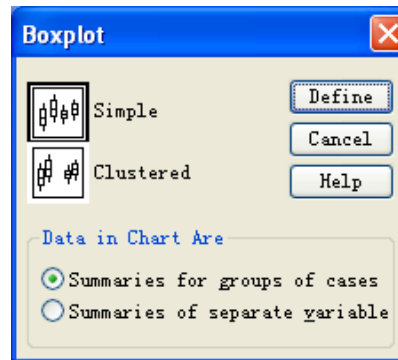 Boxplot
Simple
Define
Cancel
Clustered
Help
Data in Chart Are
Summaries for groups of cases
Summaries of separate variable